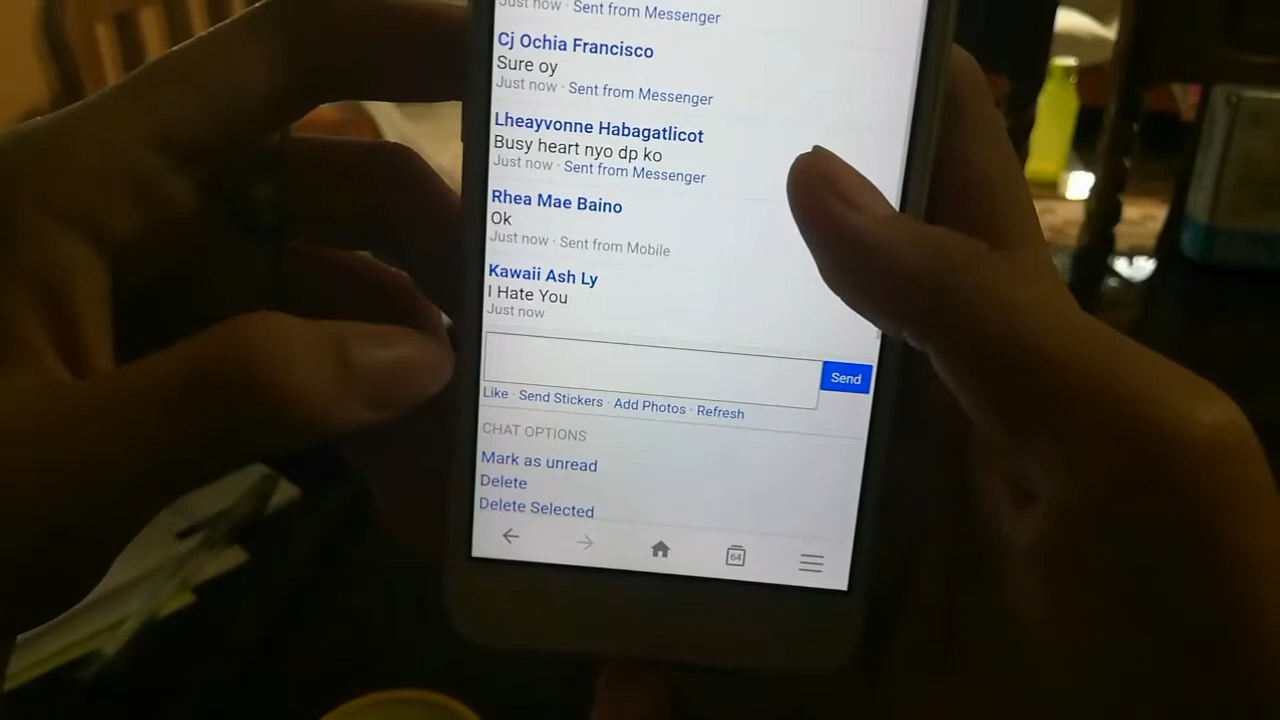 Just now · Sent from Messenger
Cj Ochia Francisco
Sure oy
Just now · Sent from Messenger
Lheayvonne Habagatlicot
Busy heart nyo dp ko
Just now · Sent from Messenger
Rhea Mae Baino
Ok
Just now · Sent from Mobile
Kawaii Ash Ly
I Hate You
Just now
Send
Like · Send Stickers · Add Photos · Refresh
CHAT OPTIONS
Mark as unread
Delete
Delete Selected
64